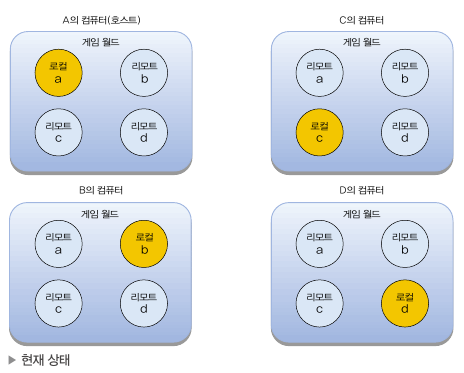 A의 컴퓨터(호스트)
게임 월드
로컬
a
리모트
b
리모트
c
리모트
d
C의 컴퓨터
게임 월드
리모트
a
리모트
b
로컬
c
리모트
d
B의 컴퓨터
게임 월드
리모트
a
로컬
b
리모트
c
리모트
d
D의 컴퓨터
게임 월드
리모트
a
리모트
b
리모트
c
로컬
d
▶ 현재 상태